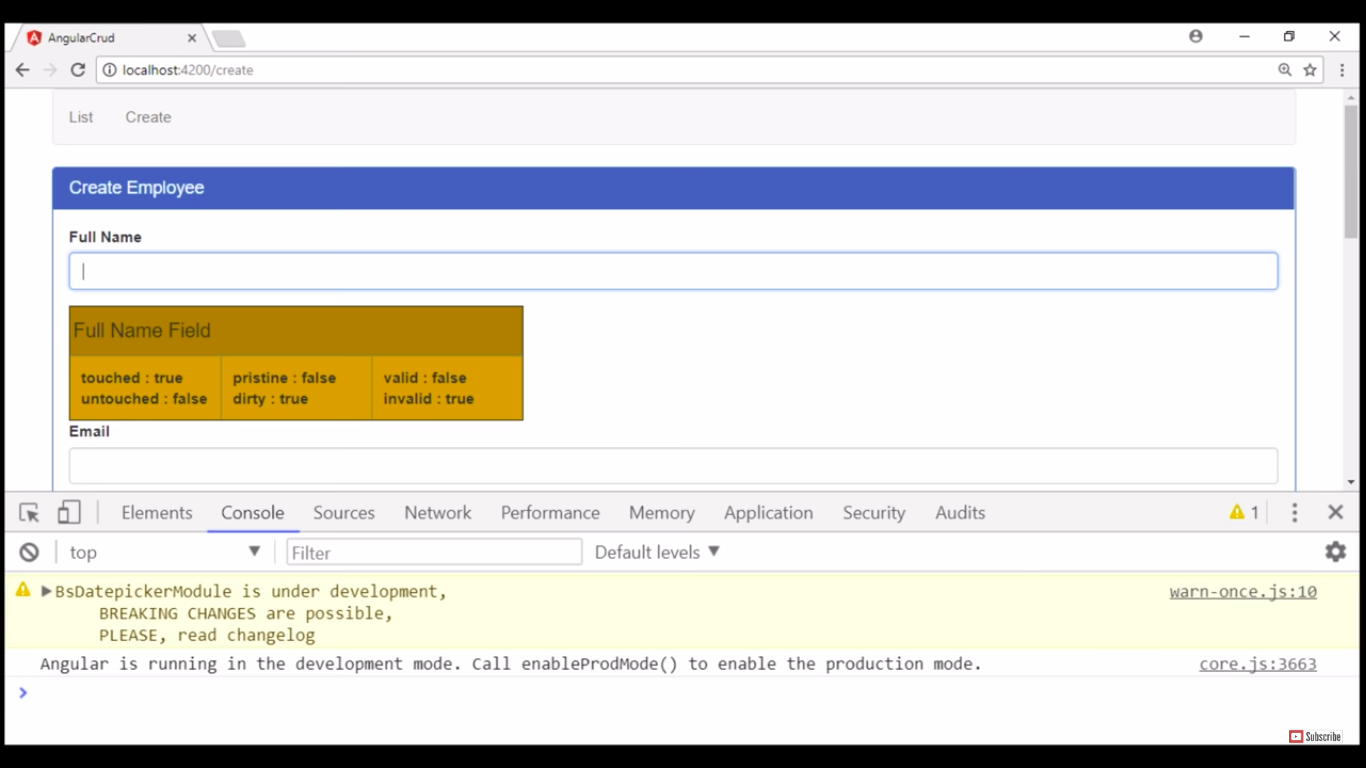 AngularCrud
localhost:4200/create
List Create
Create Employee
Full Name
Full Name Field
touched : true pristine : false valid : false
untouched : false dirty : true invalid : true
Email
Elements Console Sources Network Performance Memory Application Security Audits 1
top Filter Default levels
BsDatepickerModule is under development, warn-once.js:10
BREAKING CHANGES are possible,
PLEASE, read changelog
Angular is running in the development mode. Call enableProdMode() to enable the production mode. core.js:3663
Subscribe